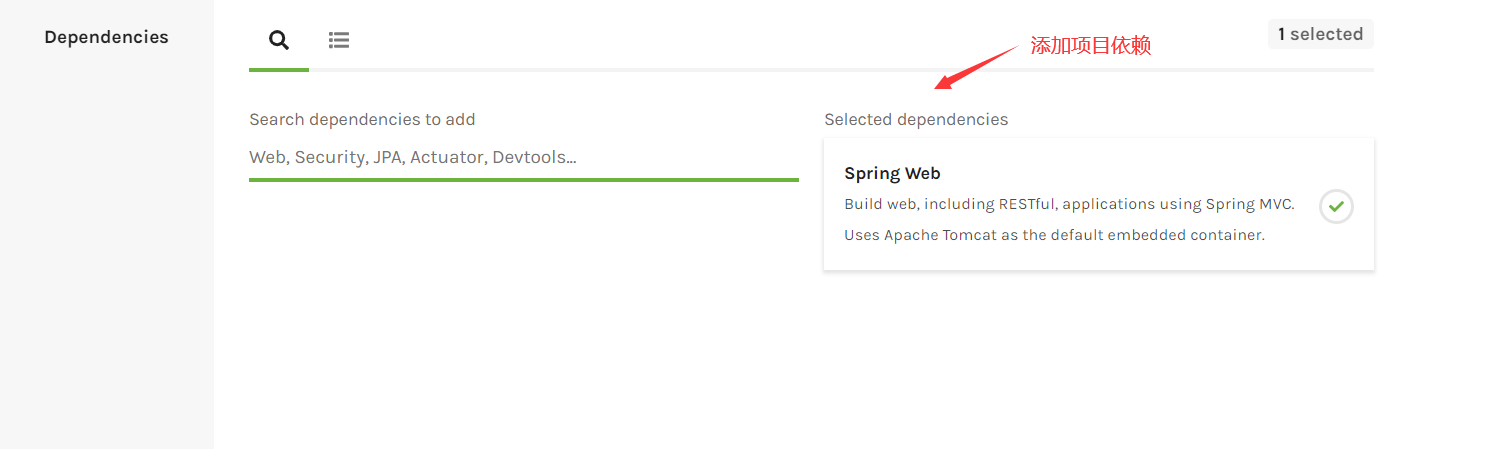 Dependencies
1 selected
添加项目依赖
Search dependencies to add
Web, Security, JPA, Actuator, Devtools...
Selected dependencies
Spring Web
Build web, including RESTful, applications using Spring MVC.
Uses Apache Tomcat as the default embedded container.